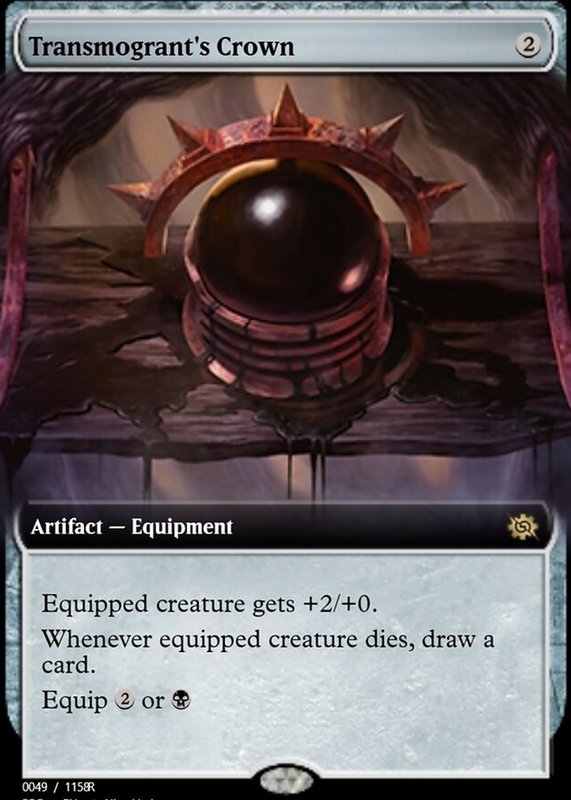 Transmogrant's Crown 2
Artifact — Equipment
Equipped creature gets +2/+0.
Whenever equipped creature dies, draw a
card.
Equip 2 or
0049 / 1158R